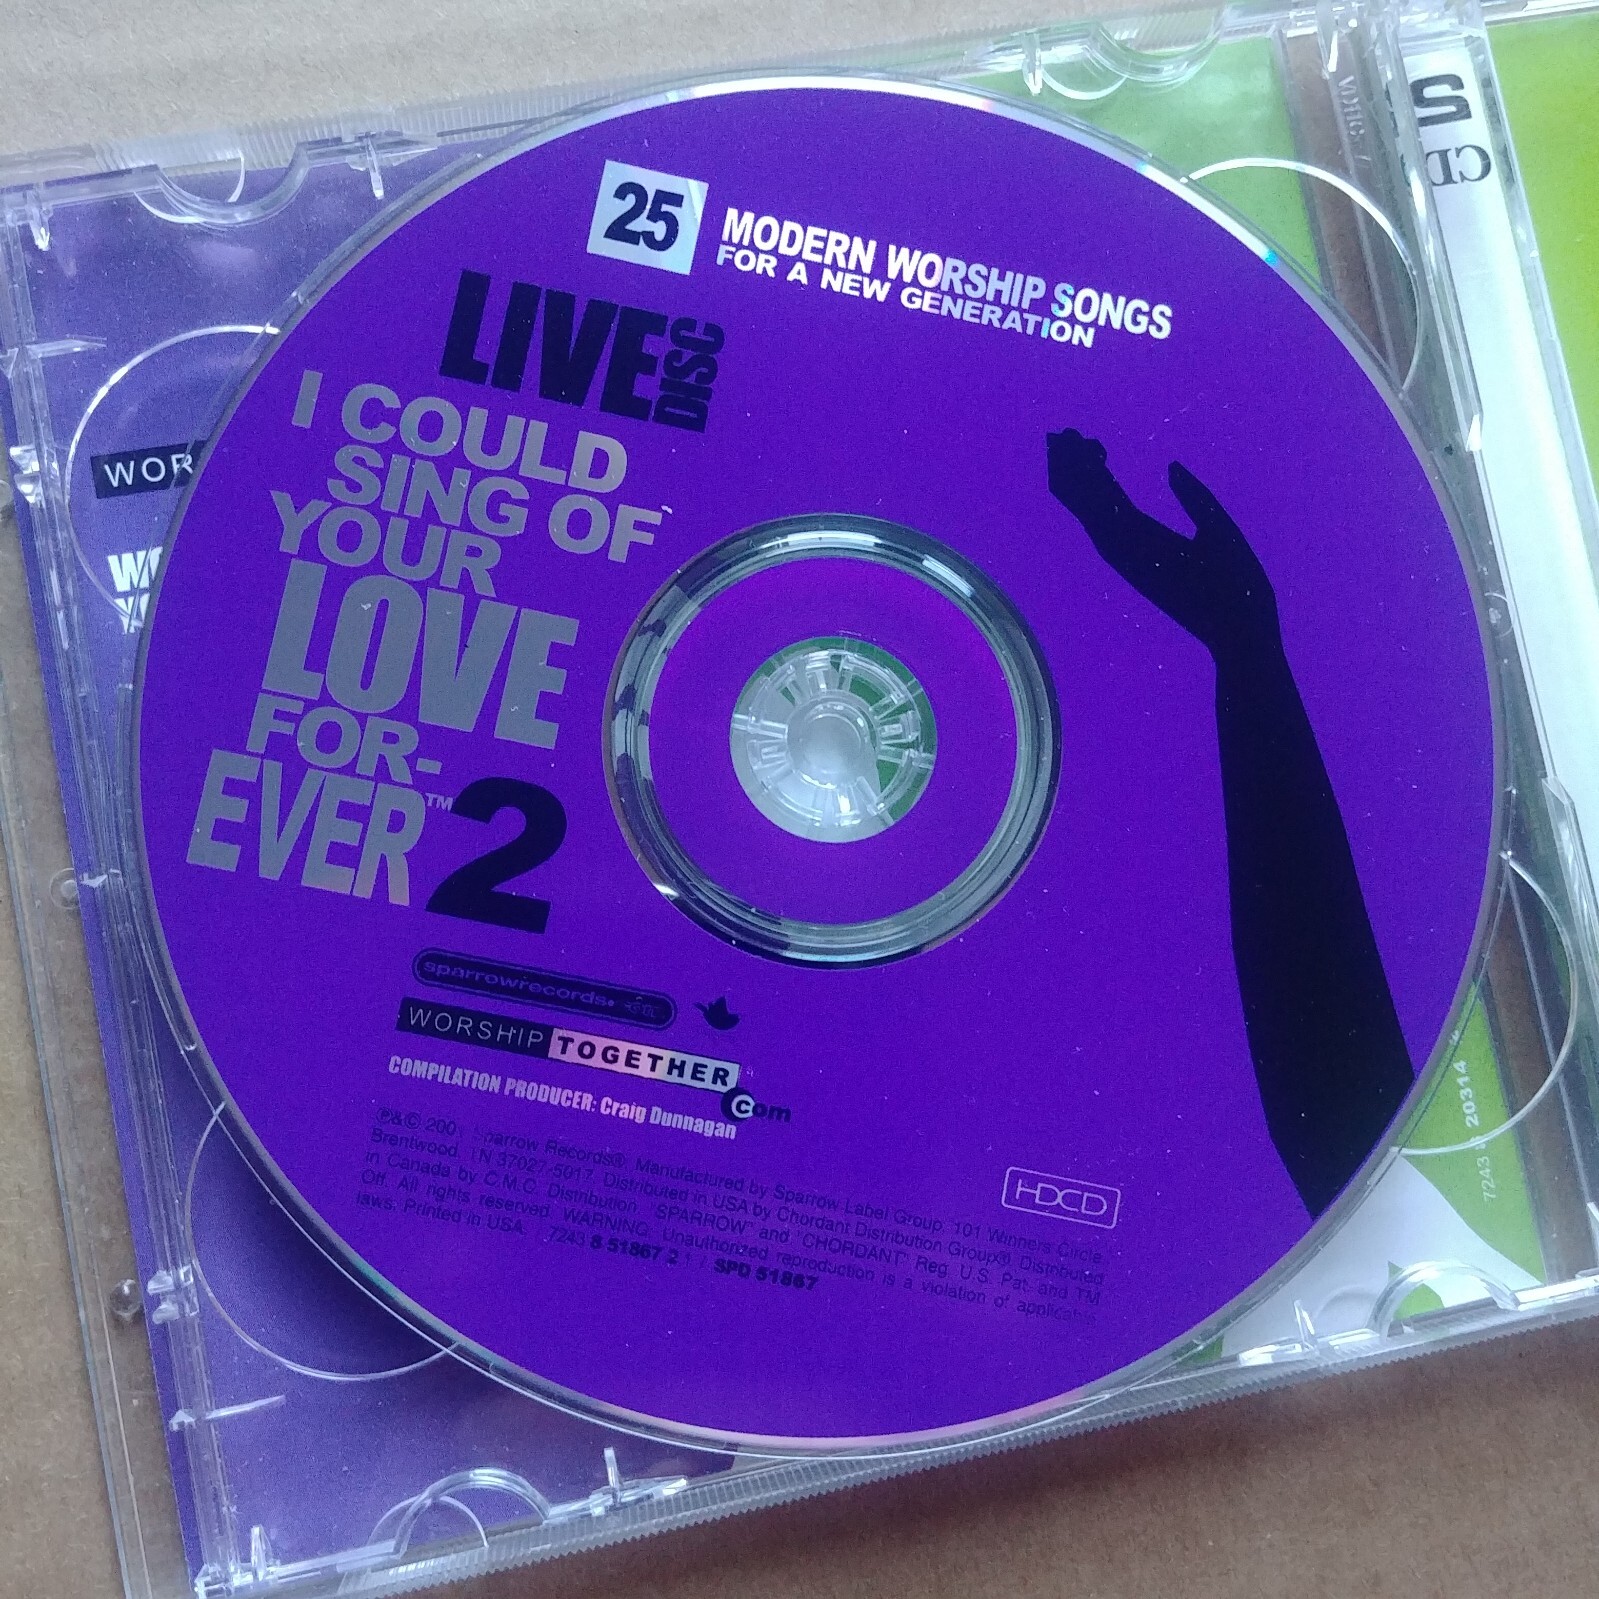 25
MODERN WORSHIP SONGS
FOR A NEW GENERATION
LIVE
DISC
I COULD
SING OF
YOUR
LOVE
FOR-
EVER™ 2
sparrowrecords
WORSHIP TOGETHER
.com
COMPILATION PRODUCER: Craig Dunnagan
℗&© 2001 Sparrow Records®. Manufactured by Sparrow Label Group, 101 Winners Circle,
Brentwood, TN 37027-5017. Distributed in USA by Chordant Distribution Group® Distributed
in Canada by C.M.C. Distribution "SPARROW" and "CHORDANT" Reg. U.S. Pat. and TM
Off. All rights reserved. WARNING: Unauthorized reproduction is a violation of applicable
laws. Printed in USA. 7243 8 51867 2 1 / SPD 51867
HDCD
WOR
WO
YO
2
CD
7243 20314